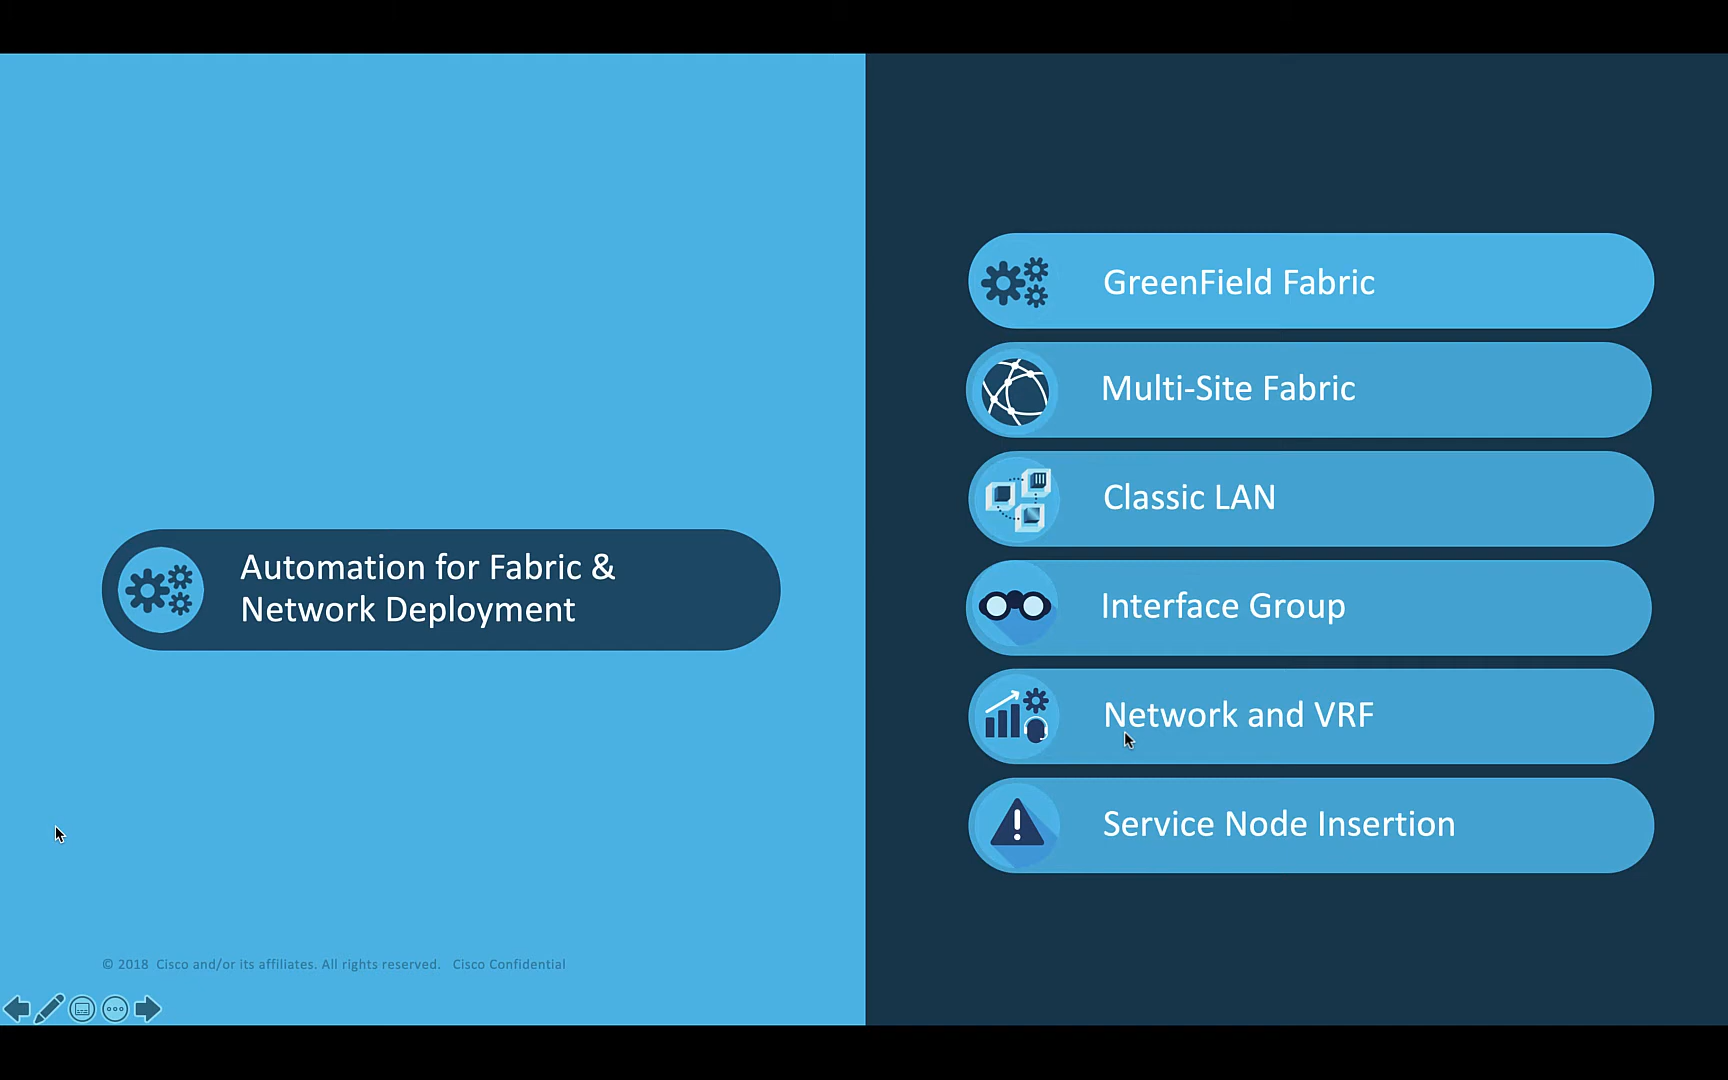 Automation for Fabric &
Network Deployment
GreenField Fabric
Multi-Site Fabric
Classic LAN
Interface Group
Network and VRF
Service Node Insertion
© 2018 Cisco and/or its affiliates. All rights reserved. Cisco Confidential